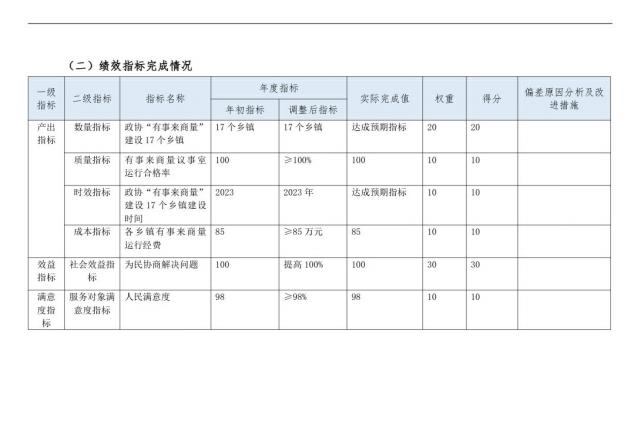 （二）绩效指标完成情况
一级 二级指标 指标名称 年度指标 实际完成值 权重 得分 偏差原因分析及改
指标 年初指标 调整后指标 进措施
产出 数量指标 政协“有事来商量” 17个乡镇 17个乡镇 达成预期指标 20 20
指标 建设17个乡镇
质量指标 有事来商量议事室 100 ≥100% 100 10 10
运行合格率
时效指标 政协“有事来商量” 2023 2023年 达成预期指标 10 10
建设17个乡镇建设
时间
成本指标 各乡镇有事来商量 85 ≥85万元 85 10 10
运行经费
效益 社会效益指 为民协商解决问题 100 提高100% 100 30 30
指标 标
满意 服务对象满 人民满意度 98 ≥98% 98 10 10
度指 意度指标
标